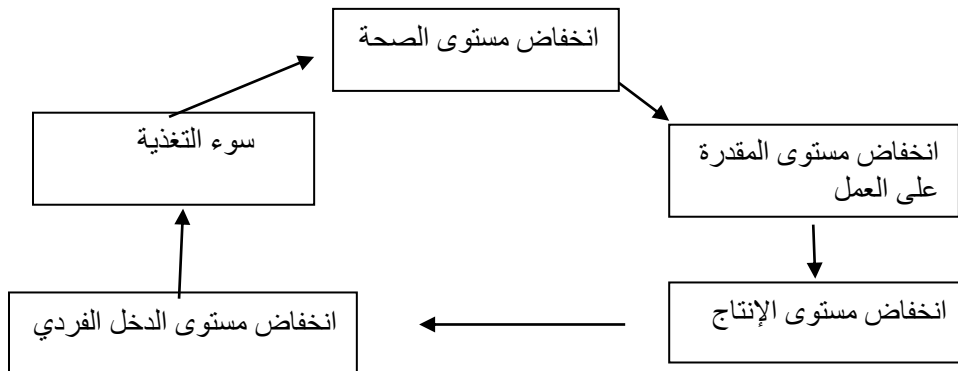 انخفاض مستوى الصحة
انخفاض مستوى المقدرة
على العمل
انخفاض مستوى الإنتاج
انخفاض مستوى الدخل الفردي
سوء التغذية